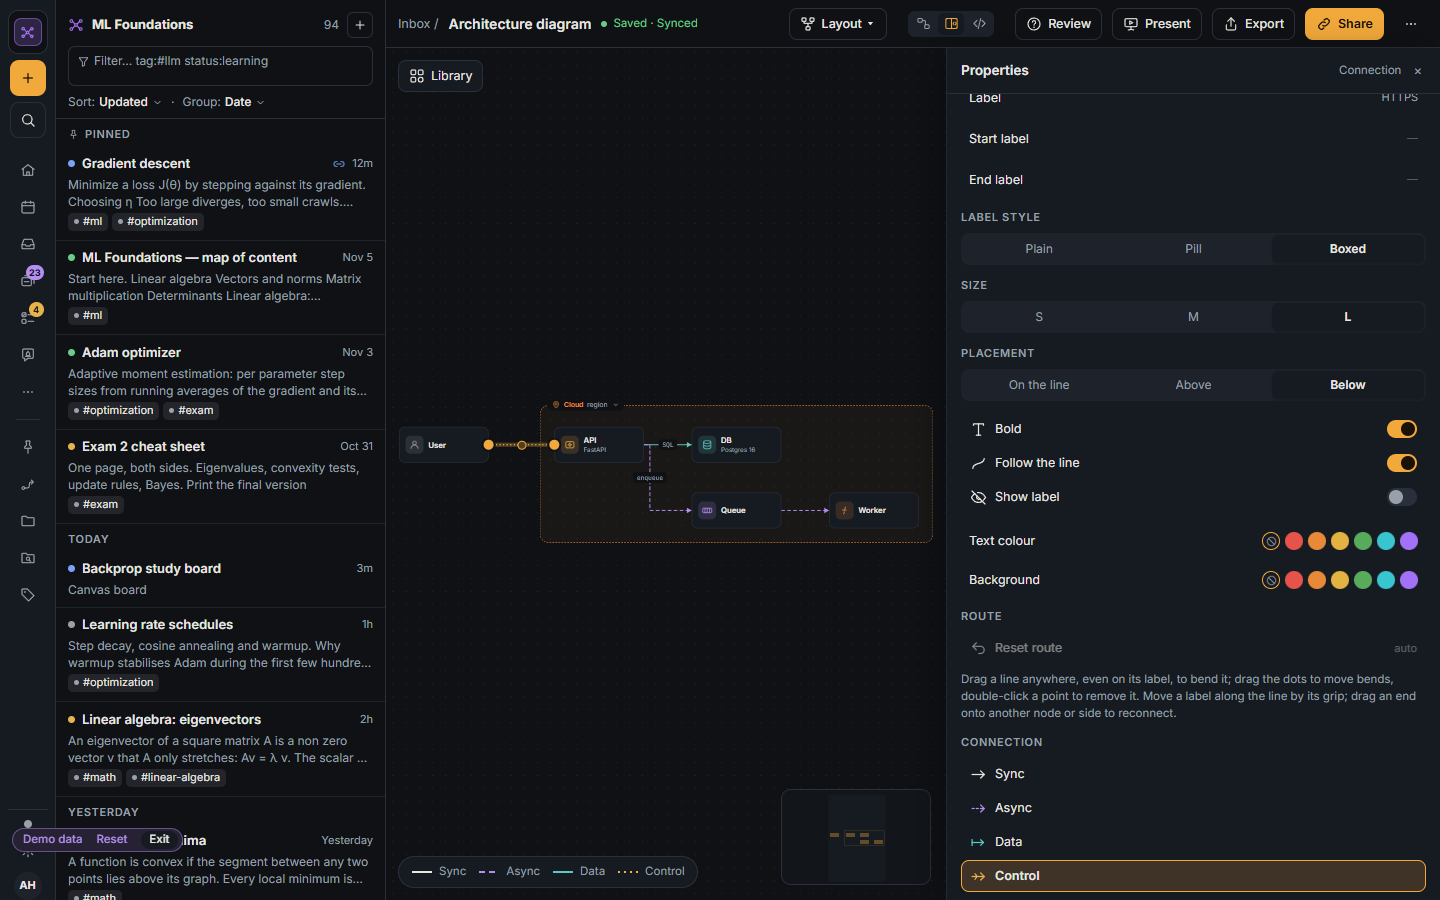 ML Foundations
94
Filter... tag:#llm status:learning
Sort: Updated · Group: Date
PINNED
Gradient descent
12m
Minimize a loss J(θ) by stepping against its gradient.
Choosing η Too large diverges, too small crawls....
#ml
#optimization
ML Foundations — map of content
Nov 5
Start here. Linear algebra Vectors and norms Matrix
multiplication Determinants Linear algebra:...
#ml
Adam optimizer
Nov 3
Adaptive moment estimation: per parameter step
sizes from running averages of the gradient and its...
#optimization
#exam
Exam 2 cheat sheet
Oct 31
One page, both sides. Eigenvalues, convexity tests,
update rules, Bayes. Print the final version
#exam
TODAY
Backprop study board
3m
Canvas board
Learning rate schedules
1h
Step decay, cosine annealing and warmup. Why
warmup stabilises Adam during the first few hundre...
#optimization
Linear algebra: eigenvectors
2h
An eigenvector of a square matrix A is a non zero
vector v that A only stretches: Av = λ v. The scalar ...
#math
#linear-algebra
YESTERDAY
ima
Yesterday
A function is convex if the segment between any two
points lies above its graph. Every local minimum is...
#math
23
4
Demo data
Reset
Exit
AH
Inbox / Architecture diagram
Saved · Synced
Layout
Review
Present
Export
Share
Library
Cloud region
User
API
FastAPI
SQL
DB
Postgres 16
enqueue
Queue
Worker
Sync
Async
Data
Control
Properties
Connection
Label
HTTPS
Start label
—
End label
—
LABEL STYLE
Plain
Pill
Boxed
SIZE
S
M
L
PLACEMENT
On the line
Above
Below
Bold
Follow the line
Show label
Text colour
Background
ROUTE
Reset route
auto
Drag a line anywhere, even on its label, to bend it; drag the dots to move bends,
double-click a point to remove it. Move a label along the line by its grip; drag an end
onto another node or side to reconnect.
CONNECTION
Sync
Async
Data
Control